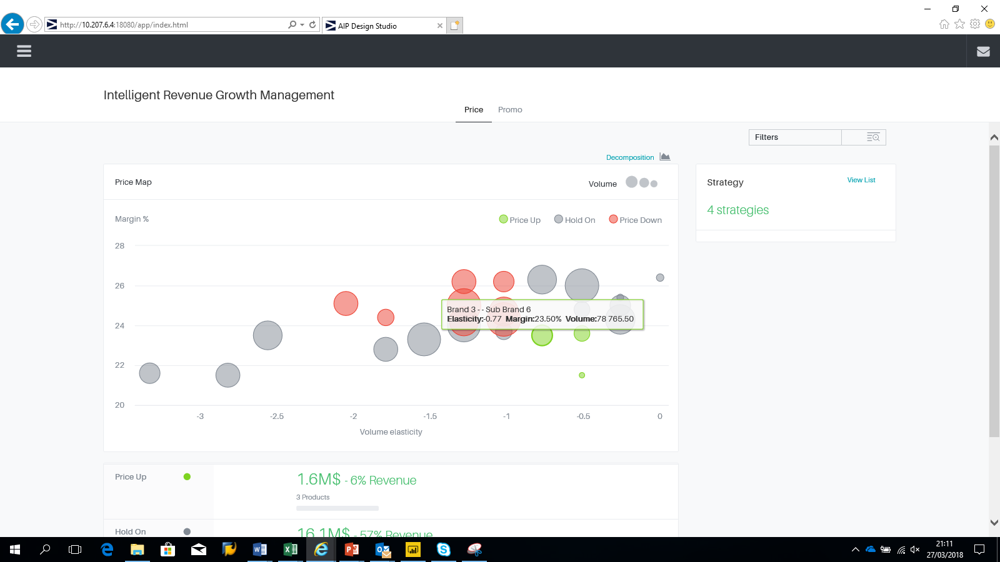 http://10.207.6.4:18080/app/index.html
AIP Design Studio
Intelligent Revenue Growth Management
Price
Promo
Filters
Decomposition
Price Map
Volume
Strategy
View List
4 strategies
Margin %
Price Up
Hold On
Price Down
28
26
24
22
20
Brand 3 - - Sub Brand 6
Elasticity:-0.77 Margin:23.50% Volume:78 765.50
-3
-2.5
-2
-1.5
-1
-0.5
0
Volume elasticity
Price Up
1.6M$ - 6% Revenue
3 Products
Hold On
16.1M$ - 57% Revenue
21:11
27/03/2018